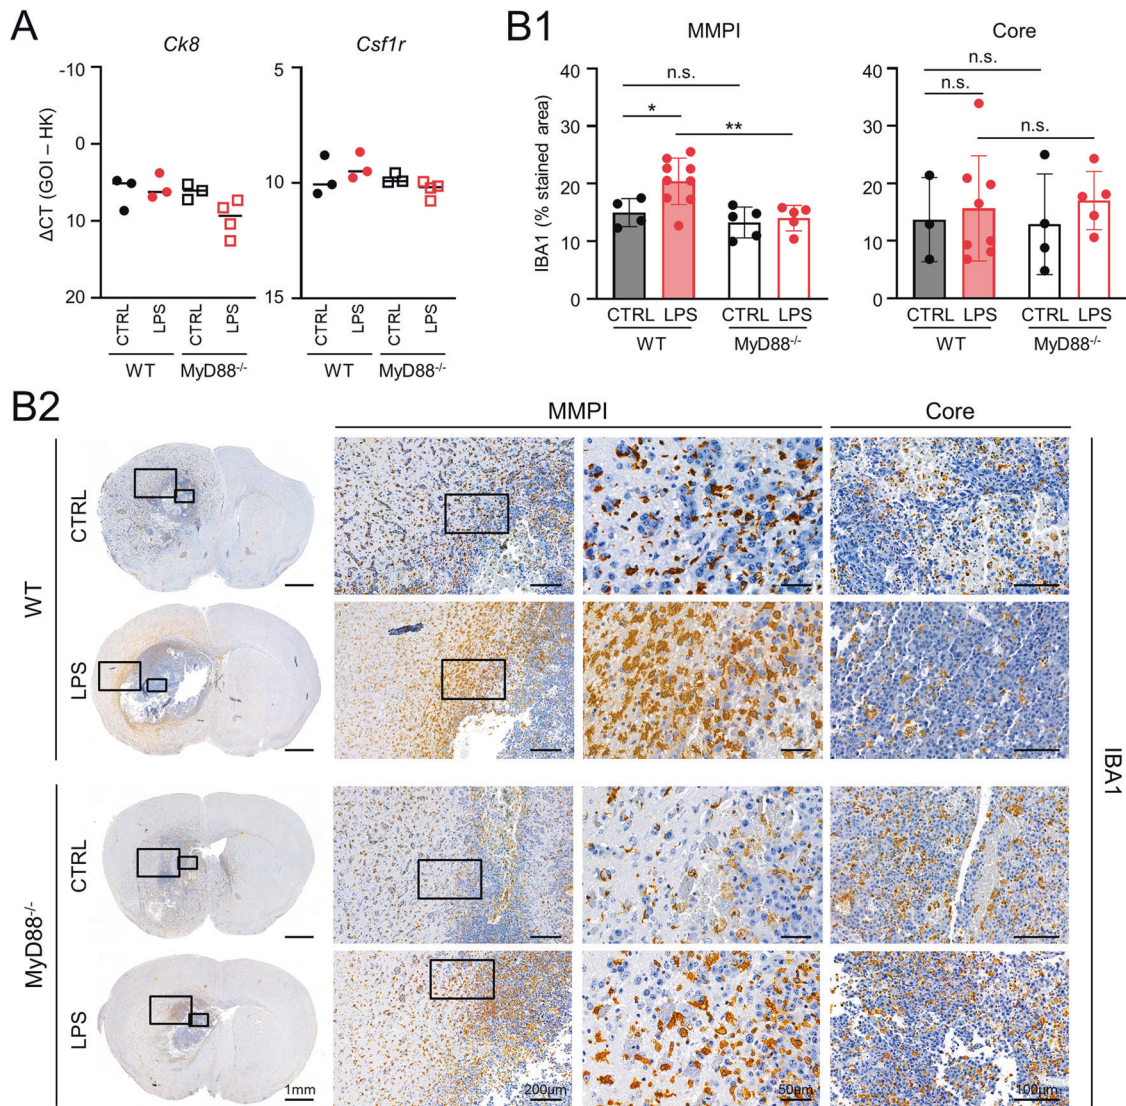 A
Ck8
Csf1r
ΔCT (GOI – HK)
-10
0
10
20
5
10
15
CTRL
LPS
CTRL
LPS
WT
MyD88-/-
CTRL
LPS
CTRL
LPS
WT
MyD88-/-
B1
MMPI
Core
IBA1 (% stained area)
40
30
20
10
0
n.s.
*
**
CTRL LPS
CTRL LPS
WT
MyD88-/-
40
30
20
10
0
n.s.
n.s.
n.s.
CTRL LPS
CTRL LPS
WT
MyD88-/-
B2
MMPI
Core
WT
CTRL
LPS
MyD88-/-
CTRL
LPS
IBA1
1mm
200µm
50µm
100µm